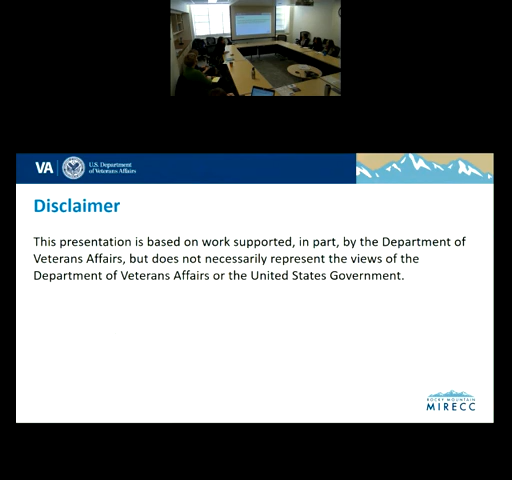 VA
U.S. Department
of Veterans Affairs
Disclaimer
This presentation is based on work supported, in part, by the Department of
Veterans Affairs, but does not necessarily represent the views of the
Department of Veterans Affairs or the United States Government.
ROCKY MOUNTAIN
MIRECC